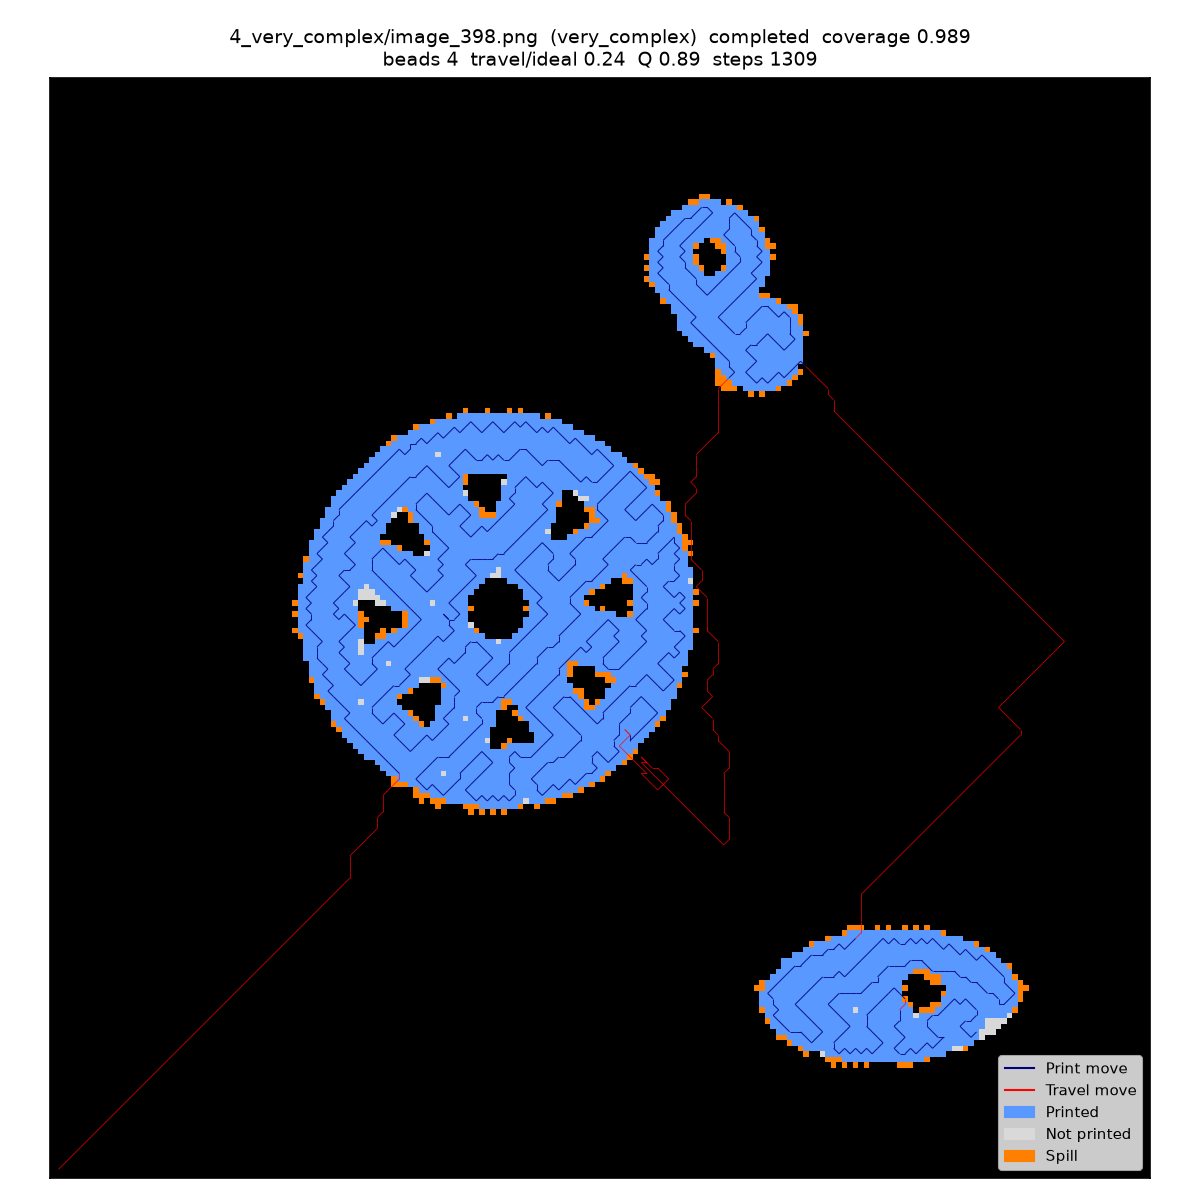 4_very_complex/image_398.png  (very_complex)  completed  coverage 0.989
beads 4  travel/ideal 0.24  Q 0.89  steps 1309
Print move
Travel move
Printed
Not printed
Spill